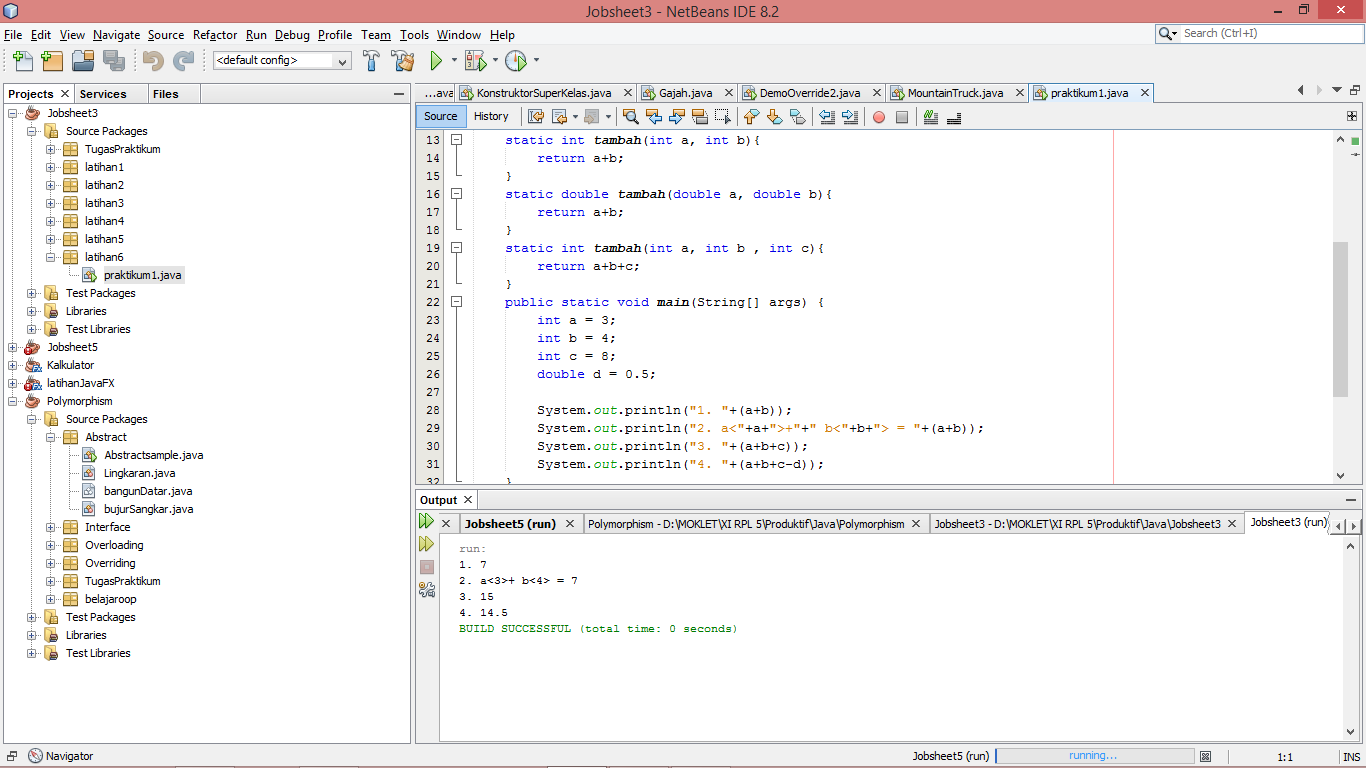 Jobsheet3 - NetBeans IDE 8.2
File Edit View Navigate Source Refactor Run Debug Profile Team Tools Window Help
Search (Ctrl+I)
<default config>
Projects Services Files
Jobsheet3
Source Packages
TugasPraktikum
latihan1
latihan2
latihan3
latihan4
latihan5
latihan6
praktikum1.java
Test Packages
Libraries
Test Libraries
Jobsheet5
Kalkulator
latihanJavaFX
Polymorphism
Source Packages
Abstract
Abstractsample.java
Lingkaran.java
bangunDatar.java
bujurSangkar.java
Interface
Overloading
Overriding
TugasPraktikum
belajaroop
Test Packages
Libraries
Test Libraries
...ava KonstruktorSuperKelas.java Gajah.java DemoOverride2.java MountainTruck.java praktikum1.java
Source History
13 static int tambah(int a, int b){
14 return a+b;
15 }
16 static double tambah(double a, double b){
17 return a+b;
18 }
19 static int tambah(int a, int b , int c){
20 return a+b+c;
21 }
22 public static void main(String[] args) {
23 int a = 3;
24 int b = 4;
25 int c = 8;
26 double d = 0.5;
27
28 System.out.println("1. "+(a+b));
29 System.out.println("2. a<"+a+">+"+" b<"+b+"> = "+(a+b));
30 System.out.println("3. "+(a+b+c));
31 System.out.println("4. "+(a+b+c-d));
32 }
Output
Jobsheet5 (run) Polymorphism - D:\MOKLET\XI RPL 5\Produktif\Java\Polymorphism Jobsheet3 - D:\MOKLET\XI RPL 5\Produktif\Java\Jobsheet3 Jobsheet3 (run)
run:
1. 7
2. a<3>+ b<4> = 7
3. 15
4. 14.5
BUILD SUCCESSFUL (total time: 0 seconds)
Navigator
Jobsheet5 (run) running... 1:1 INS